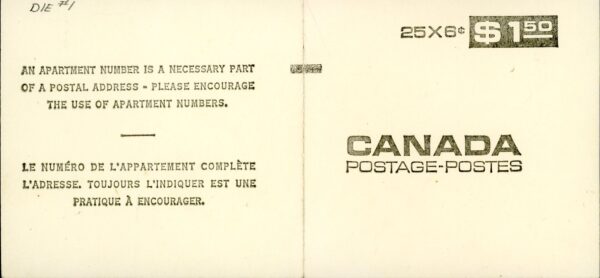 DIE #1
AN APARTMENT NUMBER IS A NECESSARY PART
OF A POSTAL ADDRESS - PLEASE ENCOURAGE
THE USE OF APARTMENT NUMBERS.
LE NUMÉRO DE L'APPARTEMENT COMPLÈTE
L'ADRESSE. TOUJOURS L'INDIQUER EST UNE
PRATIQUE À ENCOURAGER.
25X6¢ $1.50
CANADA
POSTAGE-POSTES